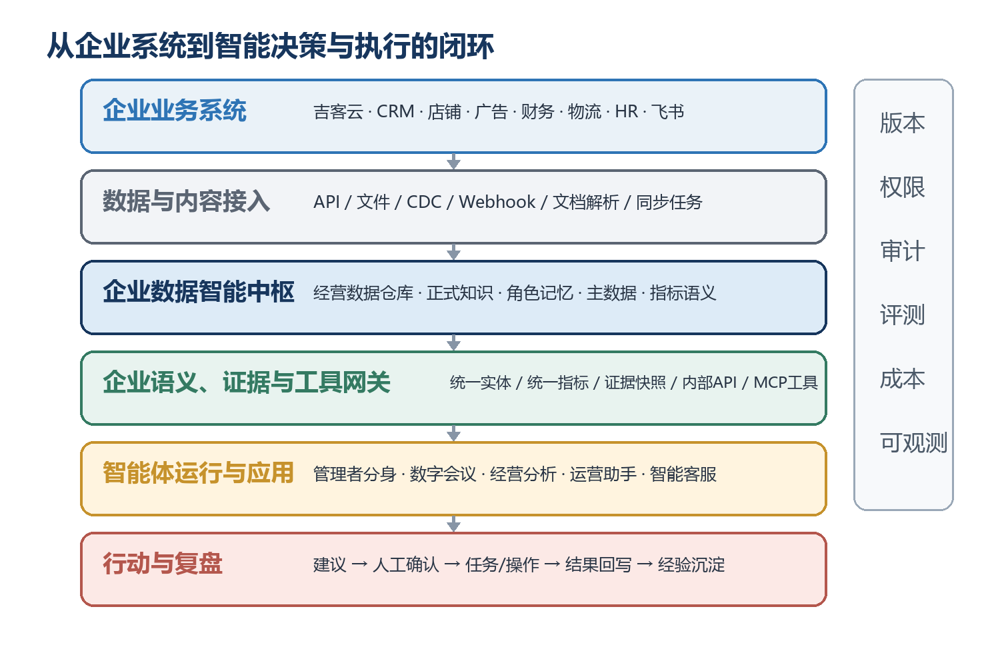 从企业系统到智能决策与执行的闭环
企业业务系统 吉客云 · CRM · 店铺 · 广告 · 财务 · 物流 · HR · 飞书
数据与内容接入 API / 文件 / CDC / Webhook / 文档解析 / 同步任务
企业数据智能中枢 经营数据仓库 · 正式知识 · 角色记忆 · 主数据 · 指标语义
企业语义、证据与工具网关 统一实体 / 统一指标 / 证据快照 / 内部API / MCP工具
智能体运行与应用 管理者分身 · 数字会议 · 经营分析 · 运营助手 · 智能客服
行动与复盘 建议 → 人工确认 → 任务/操作 → 结果回写 → 经验沉淀
版本
权限
审计
评测
成本
可观测